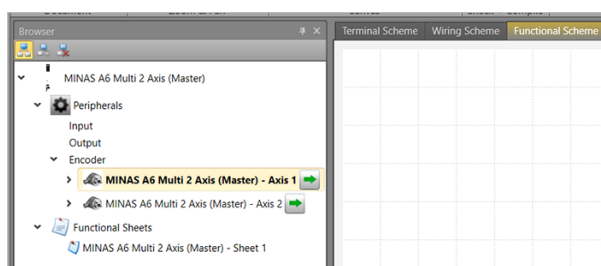 Browser
Terminal Scheme Wiring Scheme Functional Scheme
MINAS A6 Multi 2 Axis (Master)
Peripherals
Input
Output
Encoder
MINAS A6 Multi 2 Axis (Master) - Axis 1
MINAS A6 Multi 2 Axis (Master) - Axis 2
Functional Sheets
MINAS A6 Multi 2 Axis (Master) - Sheet 1